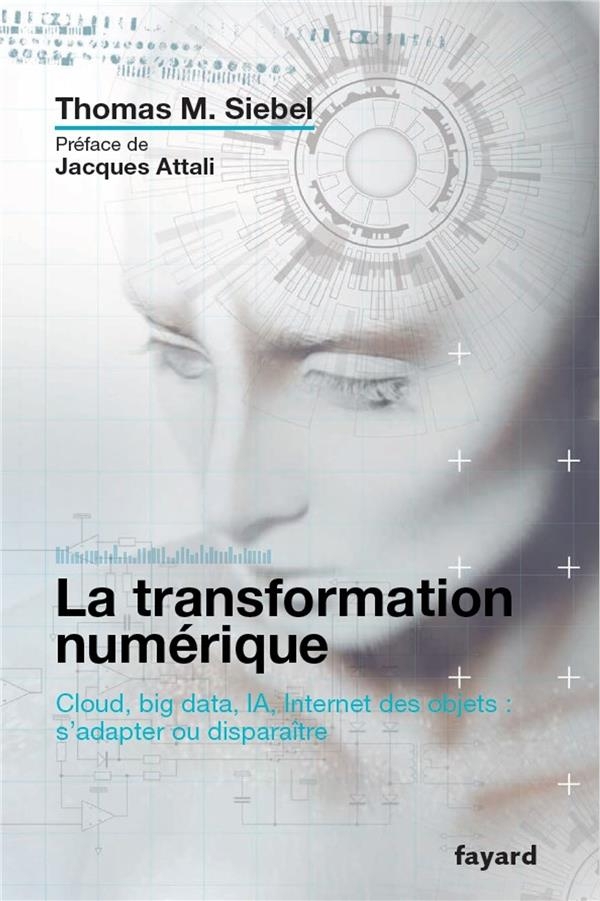 Thomas M. Siebel
Préface de
Jacques Attali
La transformation
numérique
Cloud, big data, IA, Internet des objets :
s'adapter ou disparaître
fayard